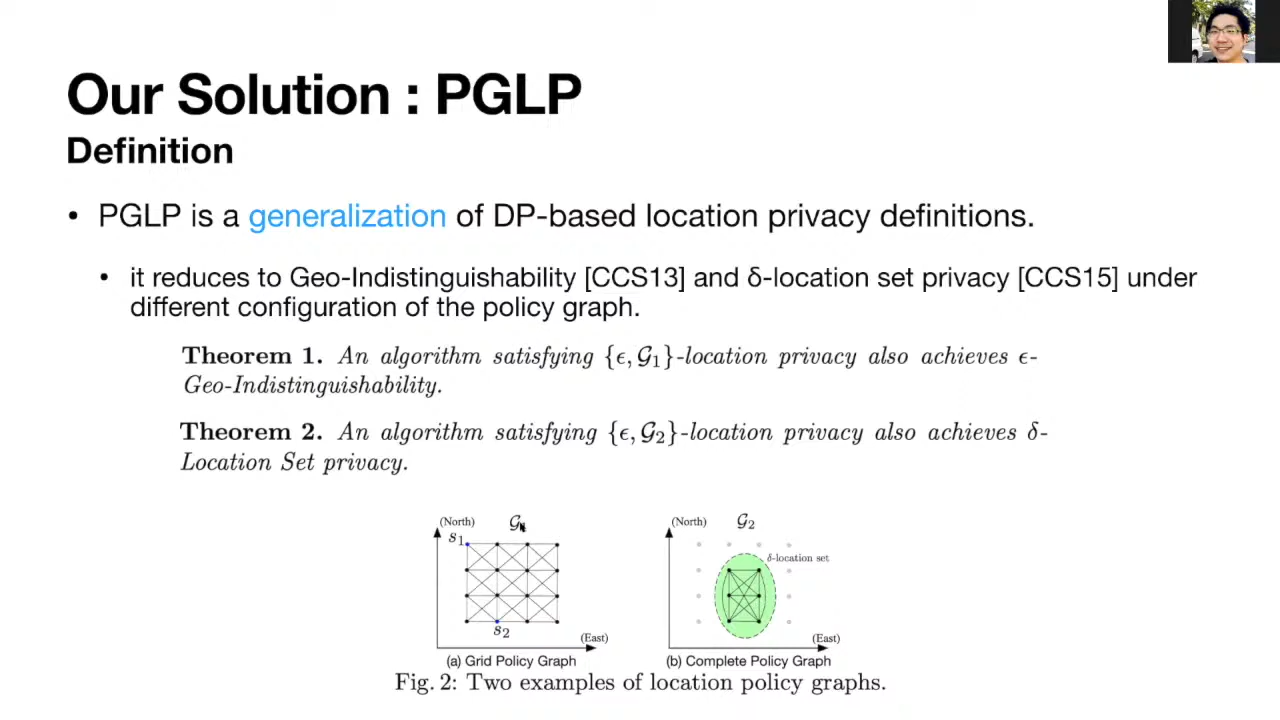 Our Solution : PGLP
Definition
• PGLP is a generalization of DP-based location privacy definitions.
• it reduces to Geo-Indistinguishability [CCS13] and δ-location set privacy [CCS15] under
different configuration of the policy graph.
Theorem 1. An algorithm satisfying {ϵ, 𝒢₁}-location privacy also achieves ϵ-
Geo-Indistinguishability.
Theorem 2. An algorithm satisfying {ϵ, 𝒢₂}-location privacy also achieves δ-
Location Set privacy.
(North) 𝒢
s₁
s₂
(East)
(a) Grid Policy Graph
(North) 𝒢₂
δ-location set
(East)
(b) Complete Policy Graph
Fig. 2: Two examples of location policy graphs.